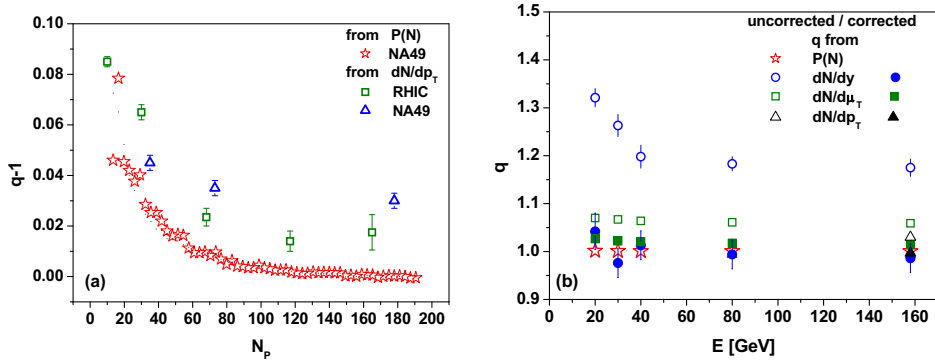 from P(N)
NA49
from dN/dp_T
RHIC
NA49
q-1
0.10
0.08
0.06
0.04
0.02
0.00
(a)
0 20 40 60 80 100 120 140 160 180 200
N_P
uncorrected / corrected
q from
P(N)
dN/dy
dN/dμ_T
dN/dp_T
q
1.5
1.4
1.3
1.2
1.1
1.0
0.9
(b)
0 20 40 60 80 100 120 140 160
E [GeV]